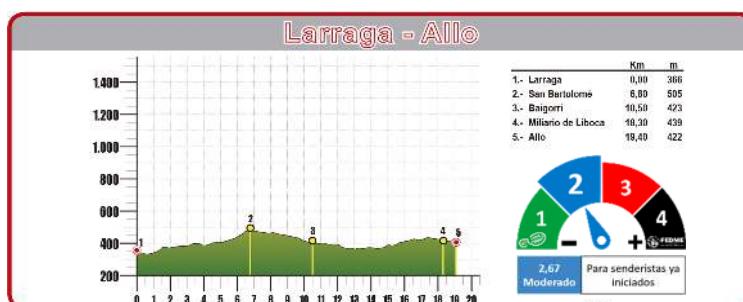 Larraga - Allo
Km m
1.- Larraga 0,00 366
2.- San Bartolomé 6,80 505
3.- Baigorri 10,50 423
4.- Miliario de Liboca 18,30 439
5.- Allo 19,40 422
1.400
1.200
1.000
800
600
400
200
1 2 3 4 5
0 1 2 3 4 5 6 7 8 9 10 11 12 13 14 15 16 17 18 19 20
1 2 3 4
- +
FEDME
2,67
Moderado
Para senderistas ya
iniciados